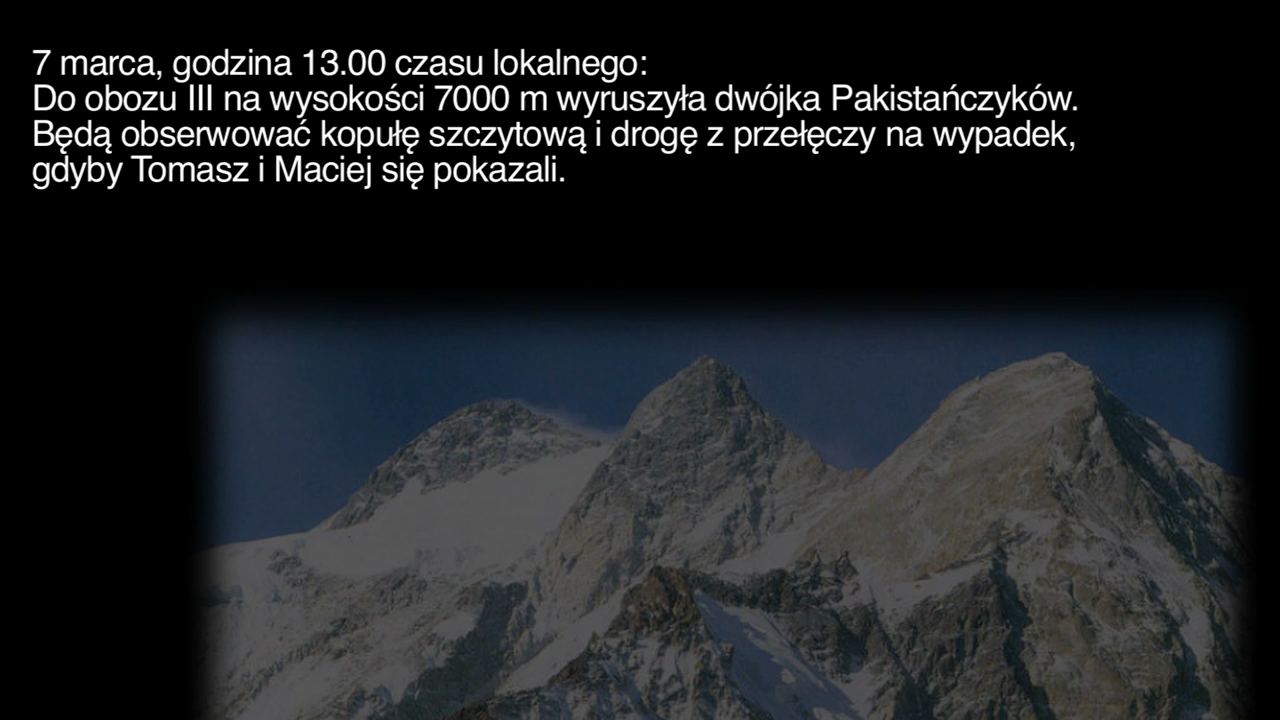 7 marca, godzina 13.00 czasu lokalnego:
Do obozu III na wysokości 7000 m wyruszyła dwójka Pakistańczyków.
Będą obserwować kopułę szczytową i drogę z przełęczy na wypadek,
gdyby Tomasz i Maciej się pokazali.